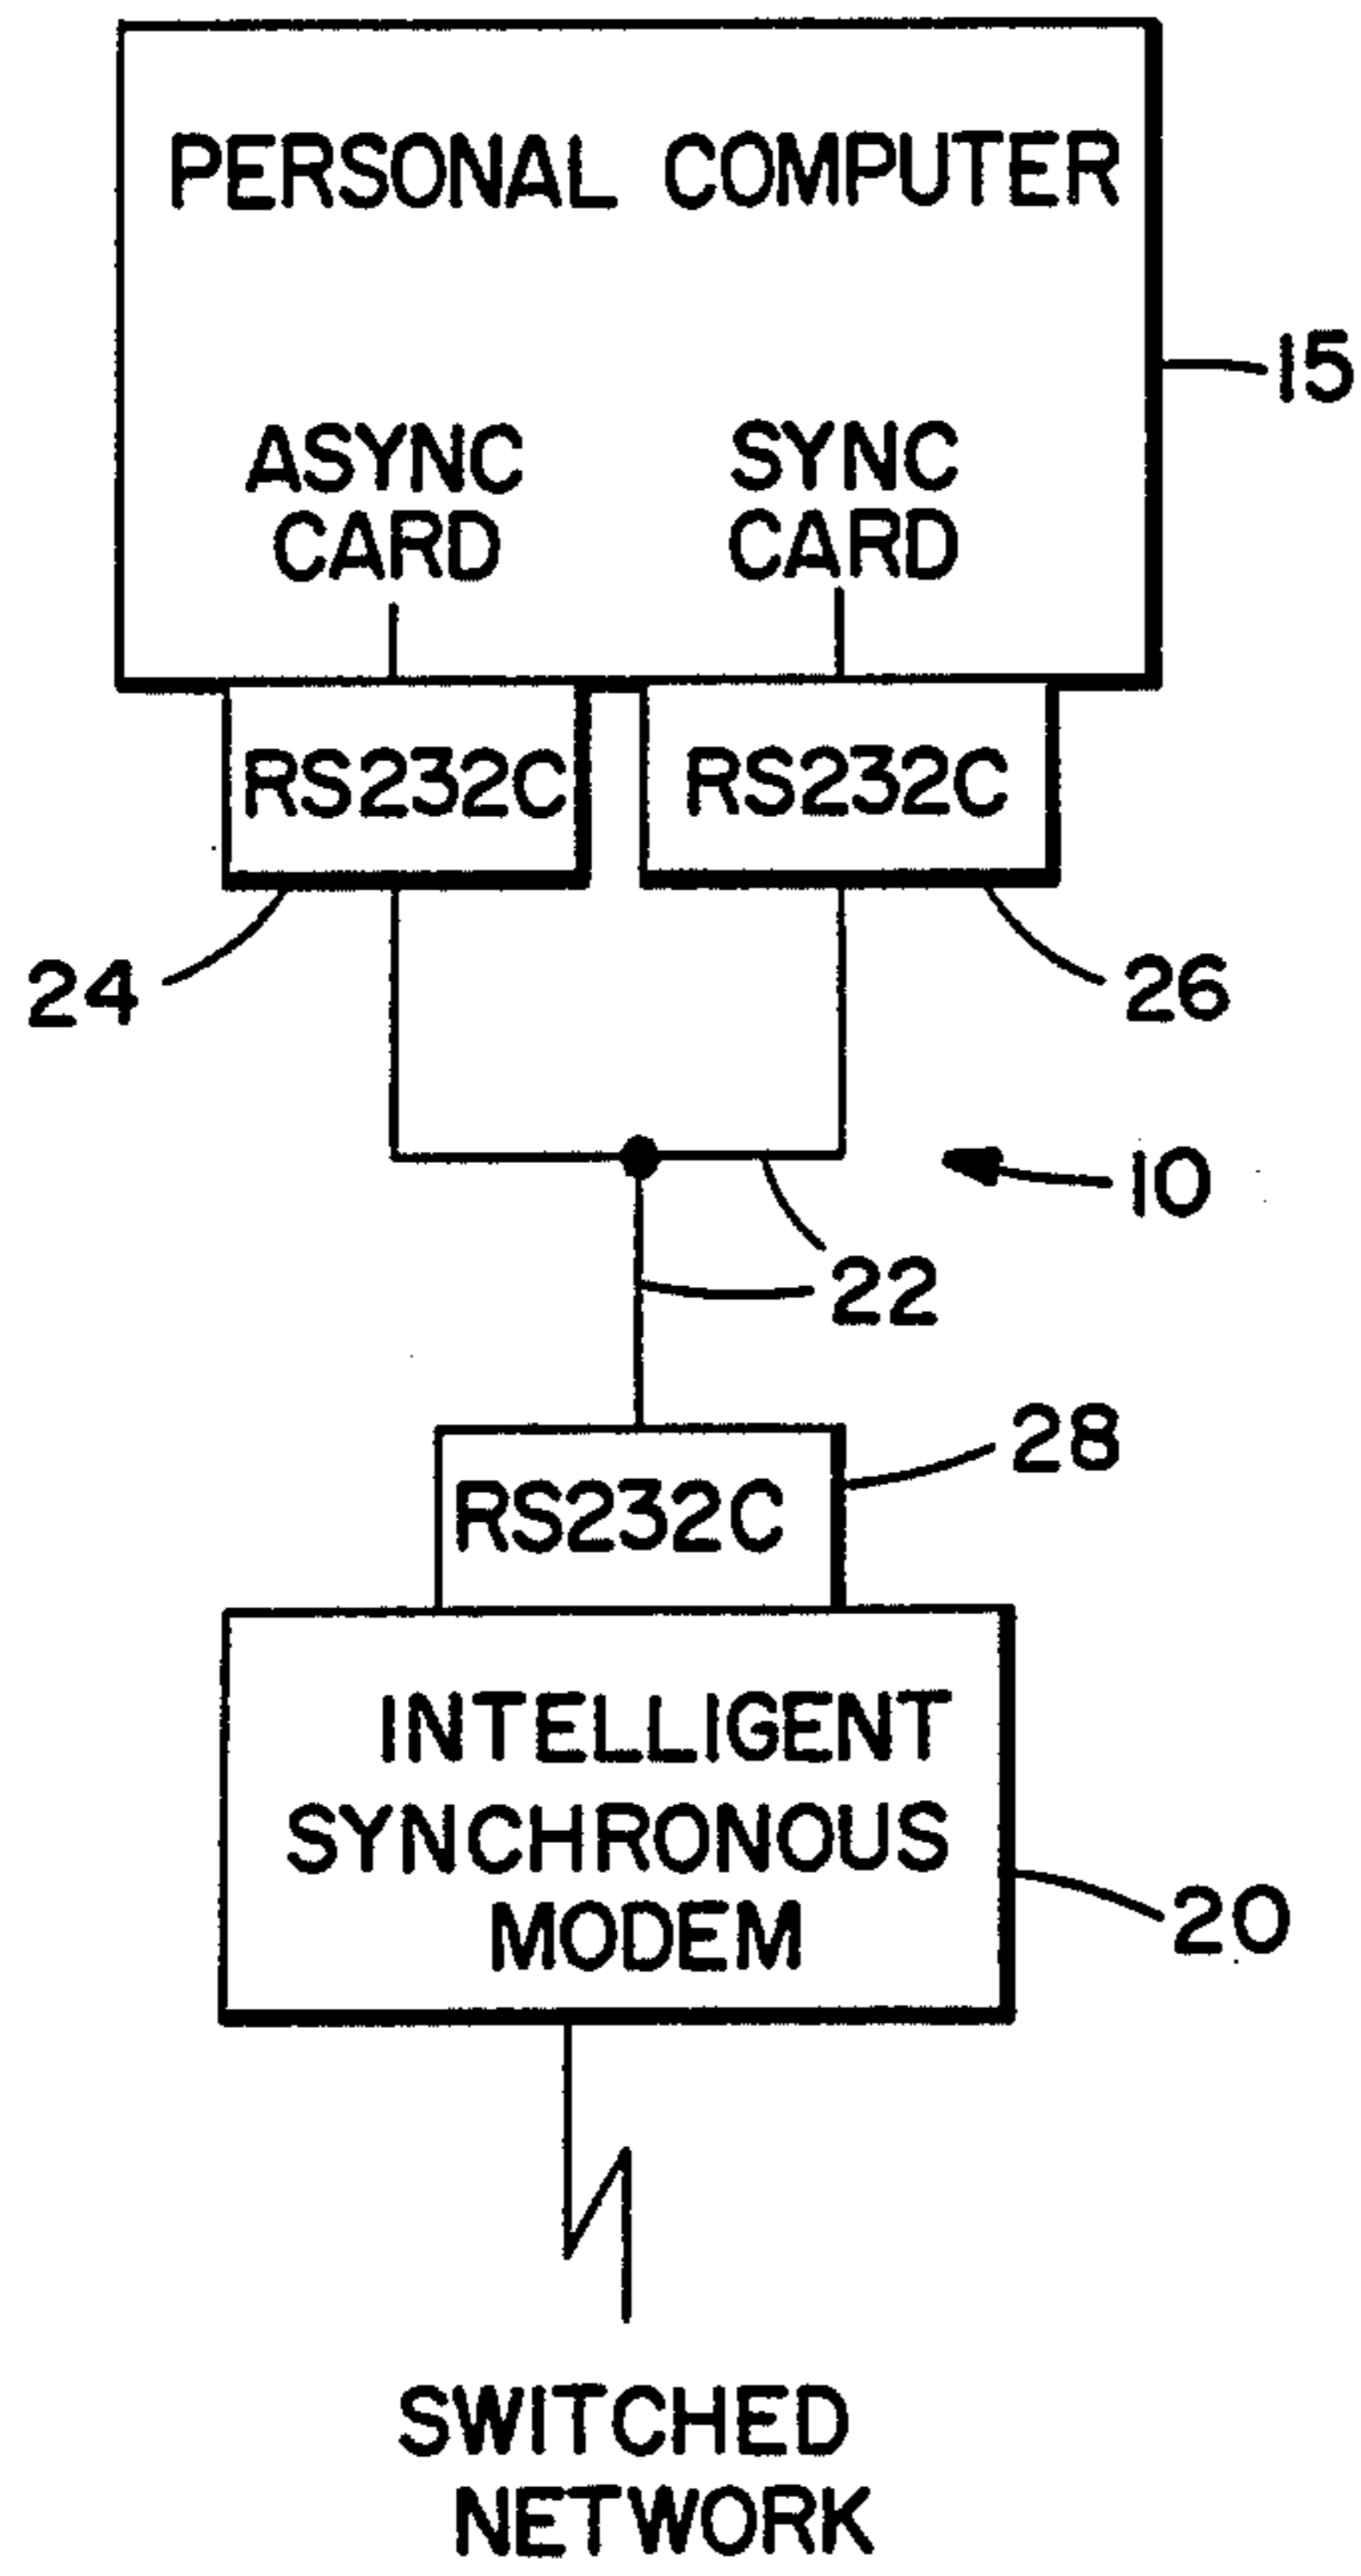 PERSONAL COMPUTER
15
ASYNC
CARD
SYNC
CARD
RS232C
RS232C
24
26
10
22
28
RS232C
INTELLIGENT
SYNCHRONOUS
MODEM
20
SWITCHED
NETWORK